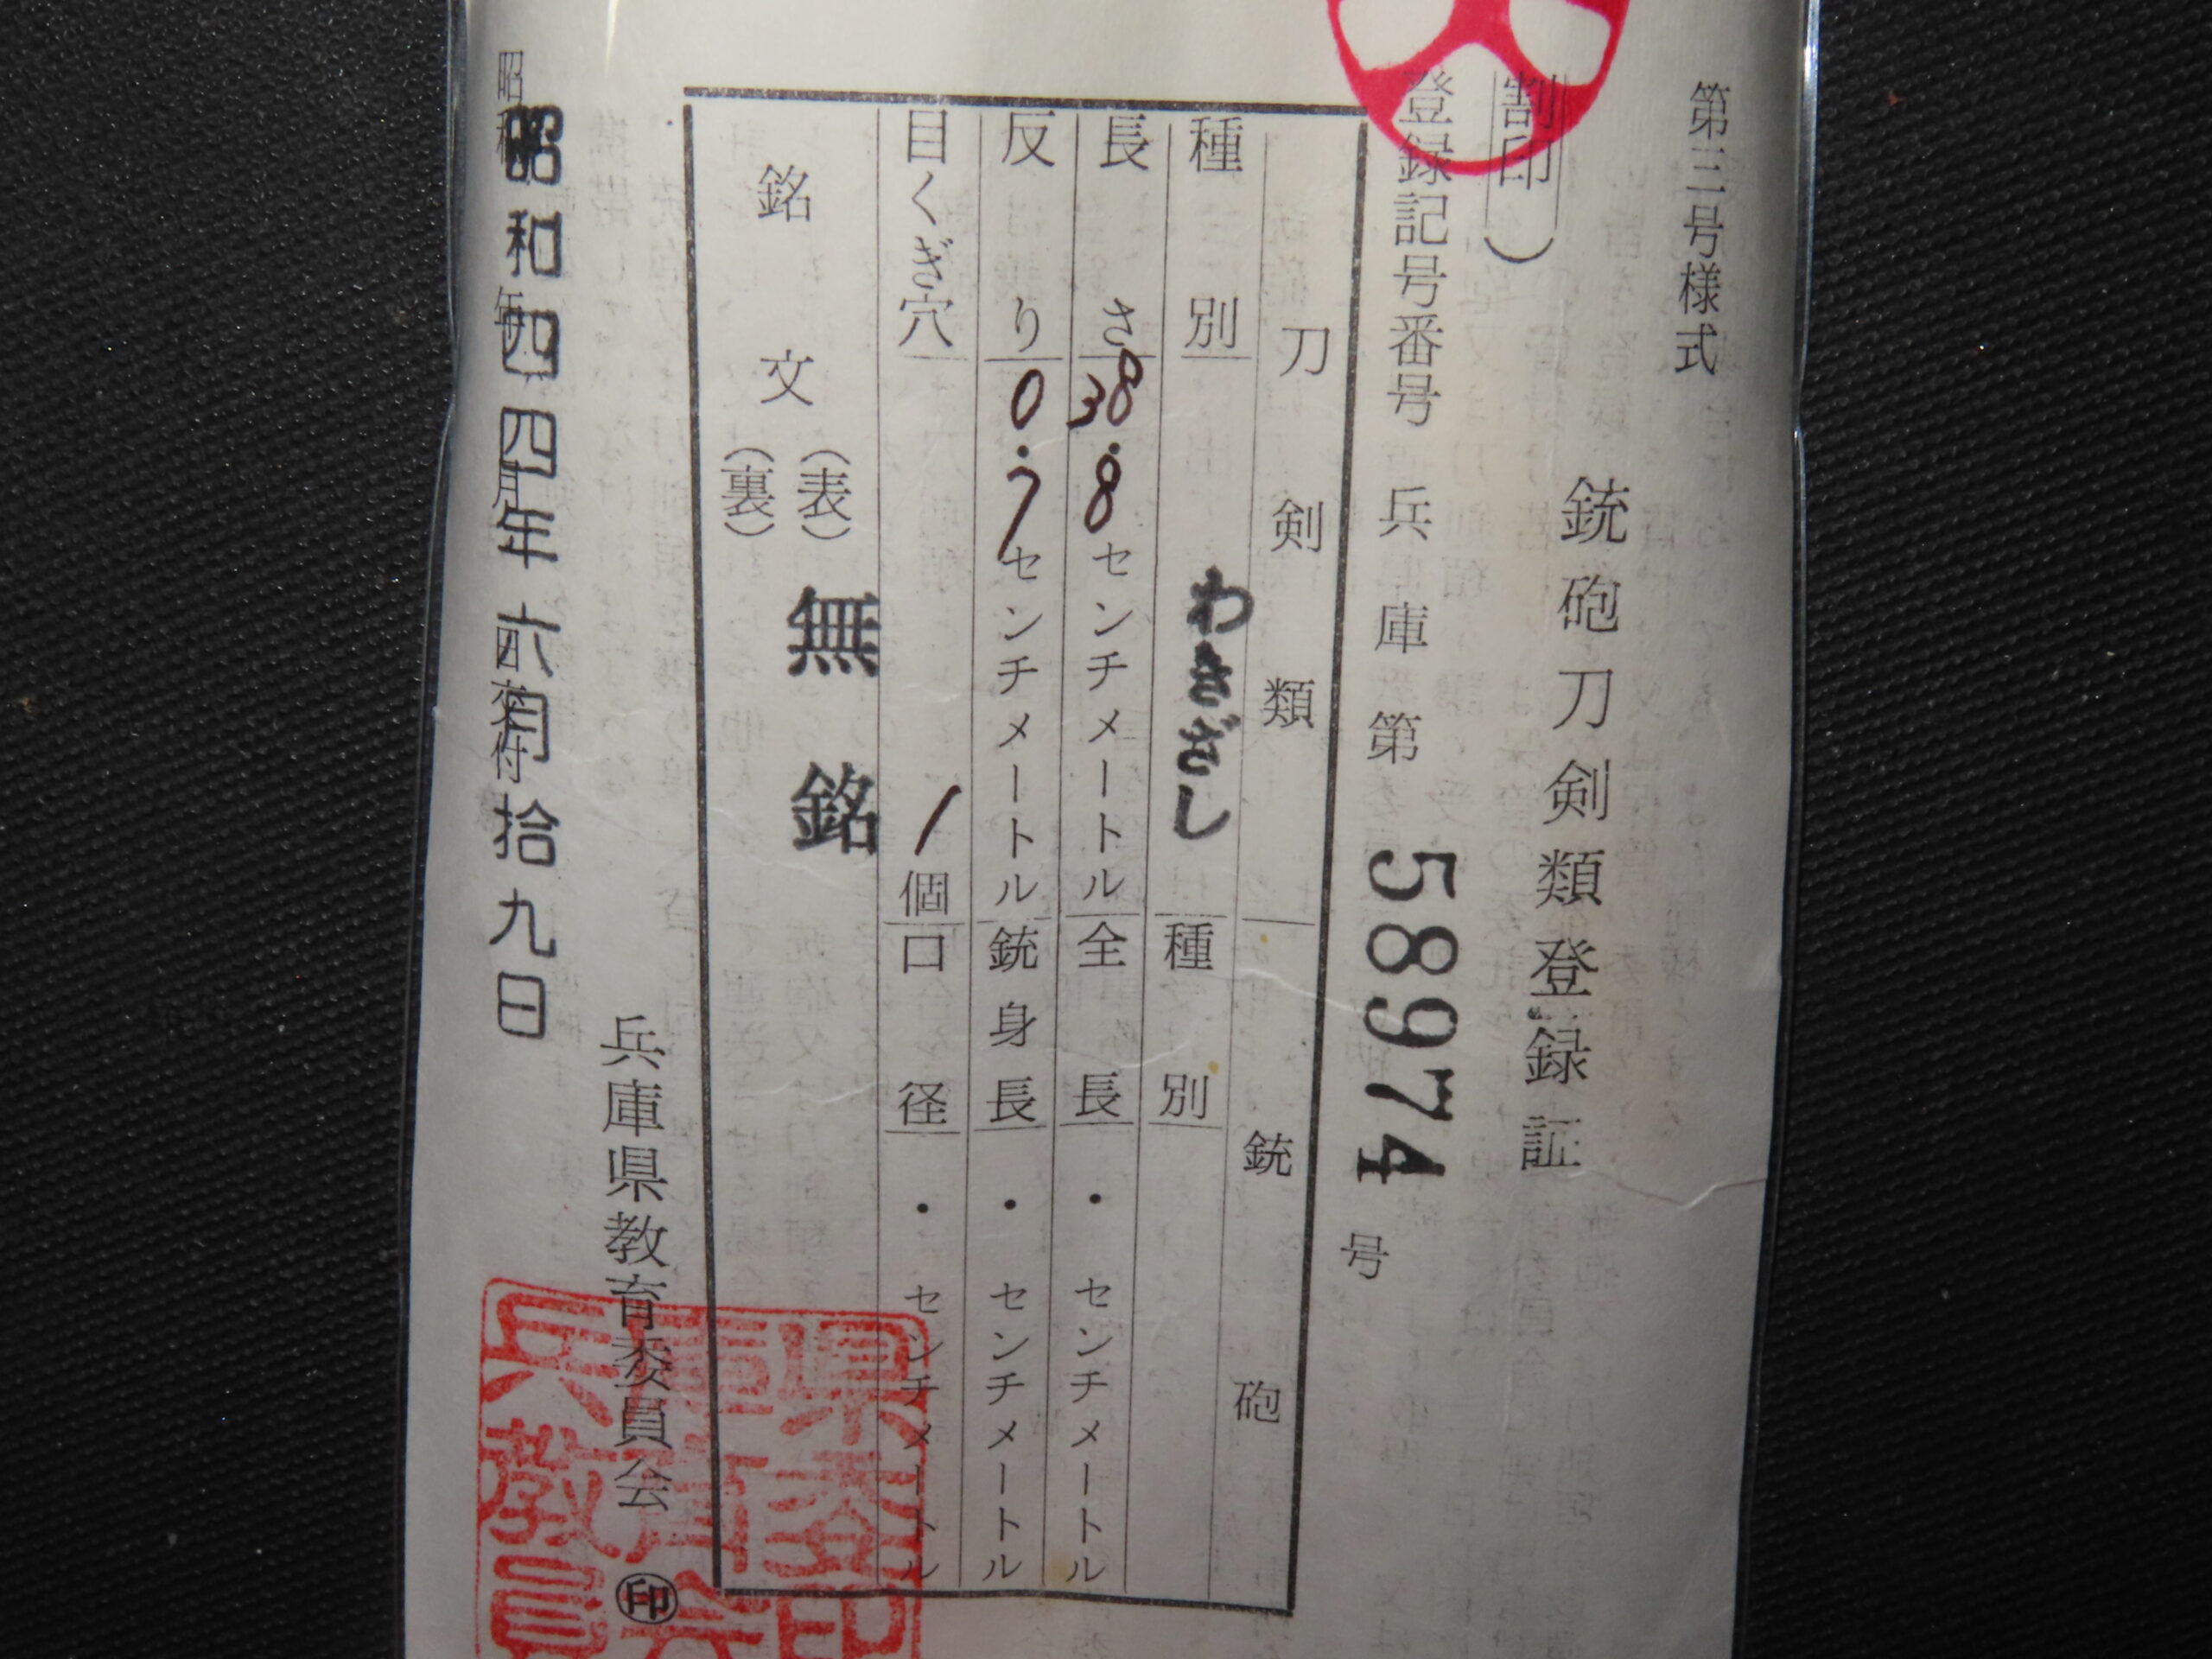 第三号様式
銃砲刀剣類登録証
割印）
登録記号番号 兵庫第 58974 号
刀剣類 銃砲
種別 わきざし 種別
長さ 38.8 センチメートル 全長 ・ センチメートル
反り 0.7 センチメートル 銃身長 ・ センチメートル
目くぎ穴 1 個 口径 ・ センチメートル
銘文 （表） 無銘
（裏）
兵庫県教育委員会 ㊞
昭和四四年六月拾九日